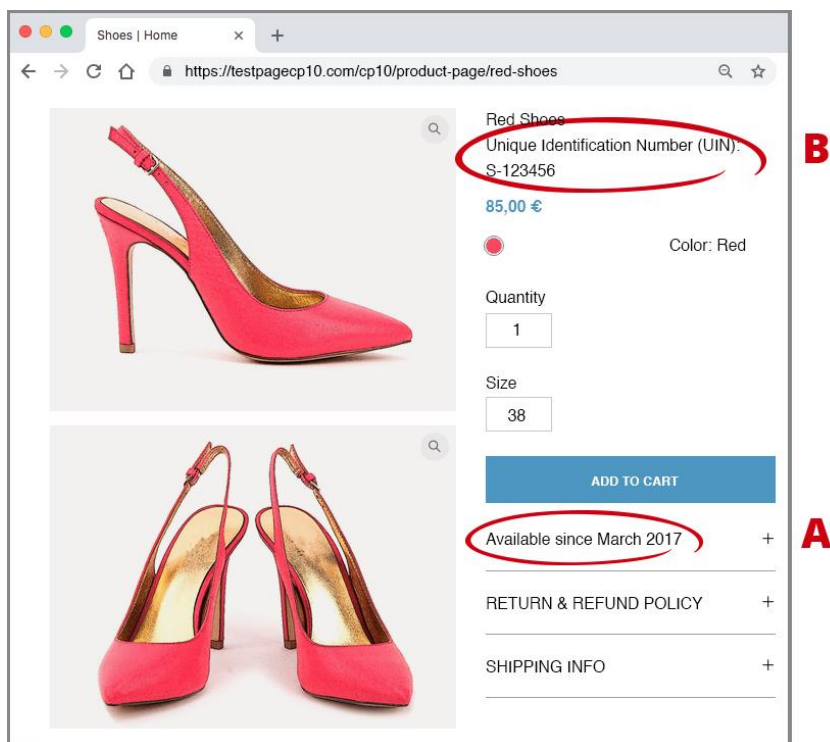 Shoes | Home
https://testpagecp10.com/cp10/product-page/red-shoes
Red Shoes
Unique Identification Number (UIN):
S-123456
B
85,00 €
Color: Red
Quantity
1
Size
38
ADD TO CART
Available since March 2017
A
RETURN & REFUND POLICY
SHIPPING INFO